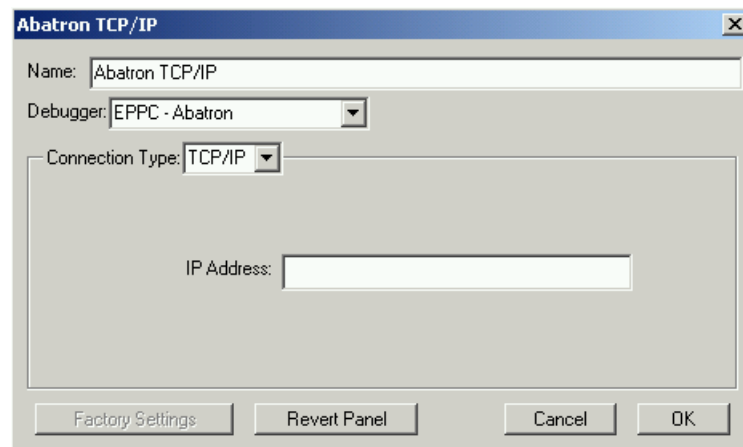 Abatron TCP/IP
Name: Abatron TCP/IP
Debugger: EPPC - Abatron
Connection Type: TCP/IP
IP Address:
Factory Settings Revert Panel Cancel OK